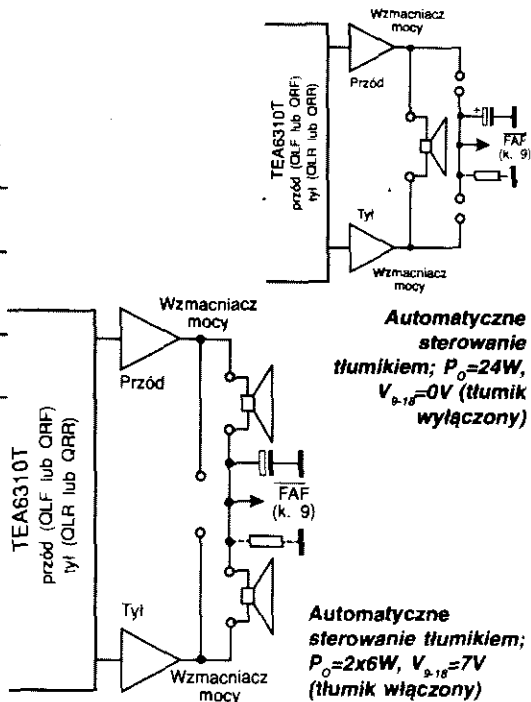 Wzmacniacz
mocy
TEA6310T
przód (QLF lub QRF)
tył (QLR lub QRR)
Przód
+
FAF
(k. 9)
Tył
Wzmacniacz
mocy
Automatyczne
sterowanie
tłumikiem; P₀=24W,
V₉₋₁₈=0V (tłumik
wyłączony)
Wzmacniacz
mocy
TEA6310T
przód (QLF lub QRF)
tył (QLR lub QRR)
Przód
FAF
(k. 9)
Tył
Wzmacniacz
mocy
Automatyczne
sterowanie tłumikiem;
P₀=2x6W, V₉₋₁₈=7V
(tłumik włączony)